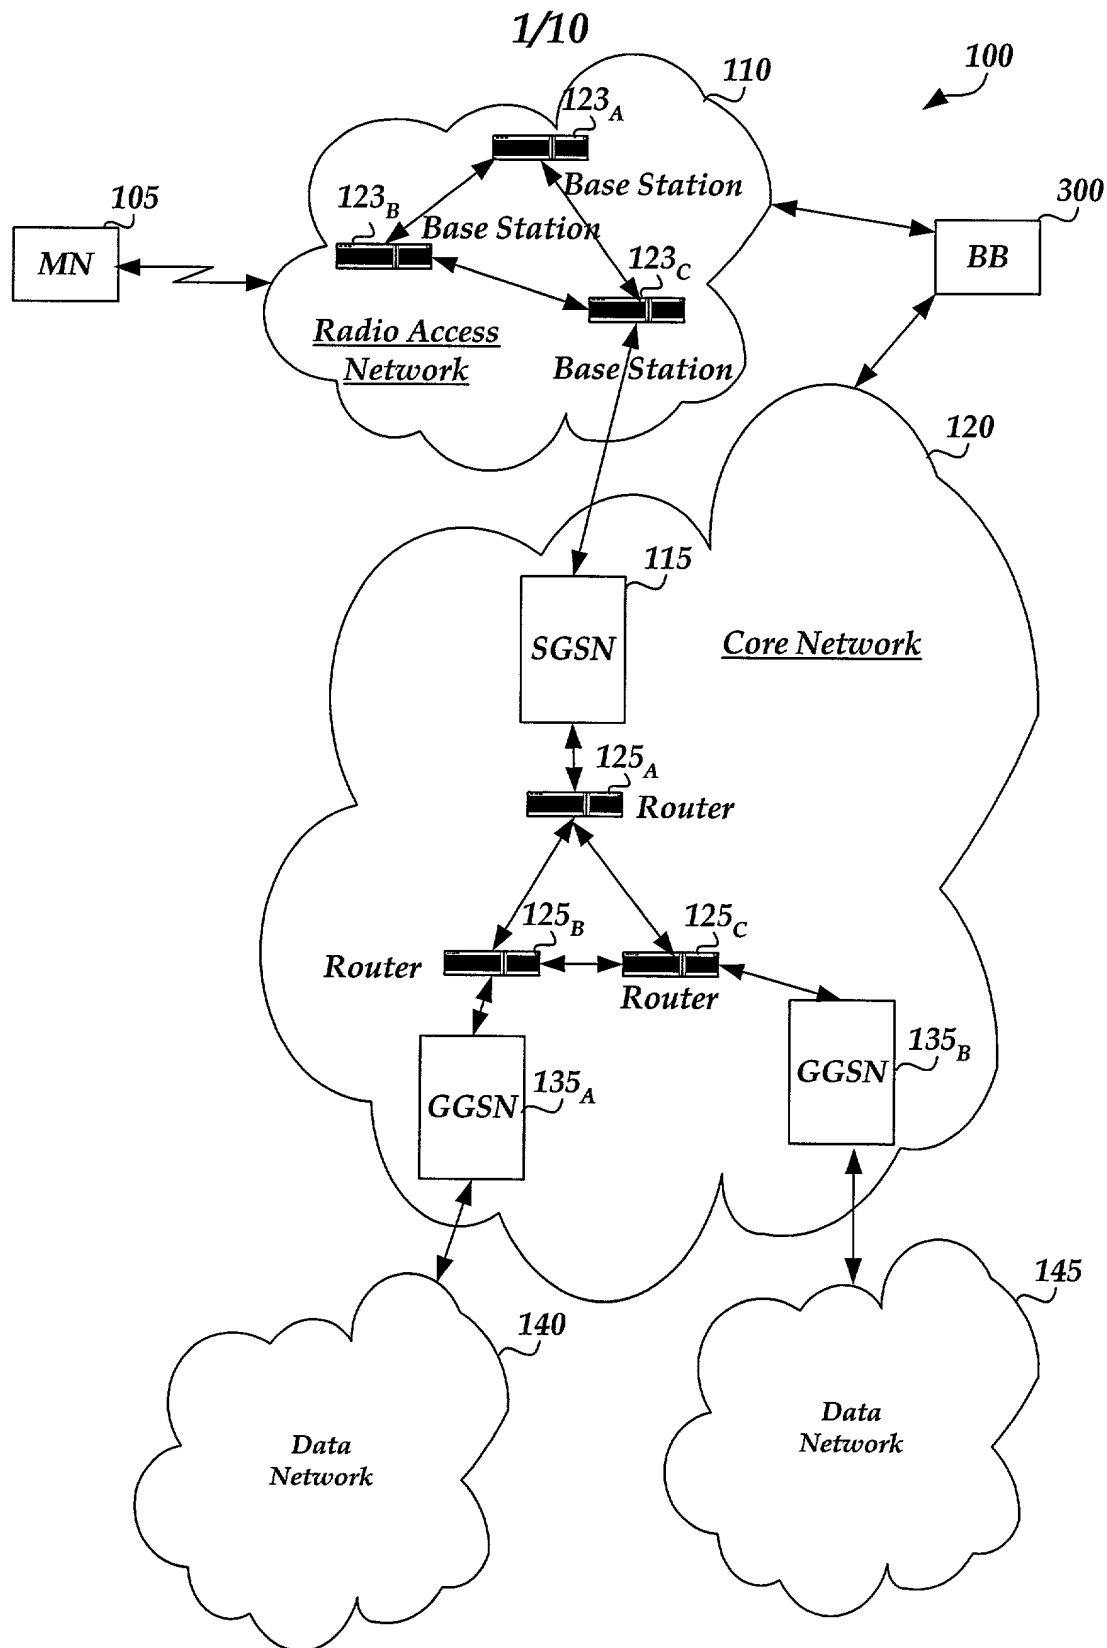 1/10
100
110
123A
Base Station
105
MN
123B
Base Station
300
BB
123C
Radio Access
Network
Base Station
120
115
SGSN
Core Network
125A
Router
125B
Router
125C
Router
135A
GGSN
135B
GGSN
140
Data
Network
145
Data
Network